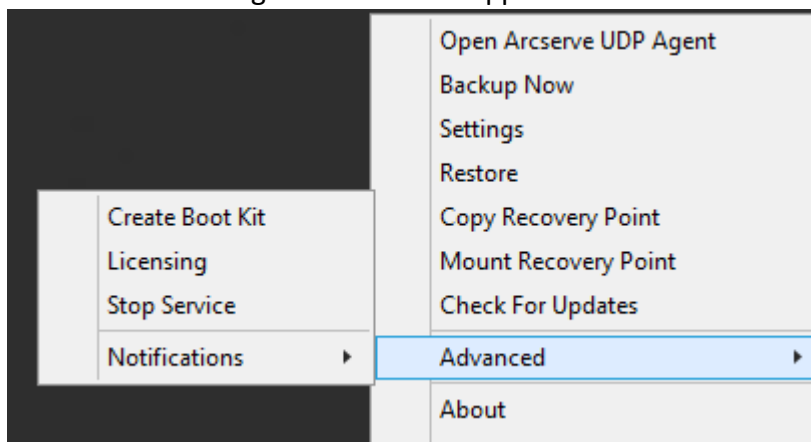 Open Arcserve UDP Agent
Backup Now
Settings
Restore
Copy Recovery Point
Mount Recovery Point
Check For Updates
Advanced
About
Create Boot Kit
Licensing
Stop Service
Notifications